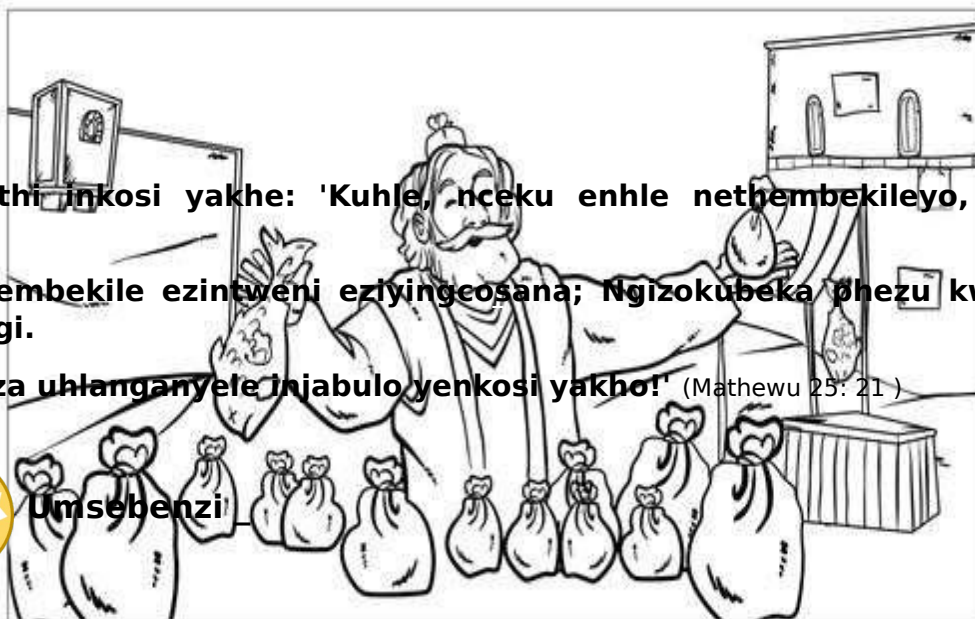 thi inkosi yakhe: 'Kuhle, nceku enhle nethembekileyo,
embekile ezintweni eziyingcosana; Ngizokubeka phezu kw
gi.
za uhlanganyele injabulo yenkosi yakho!' (Mathewu 25: 21 )
Umsebenzi _